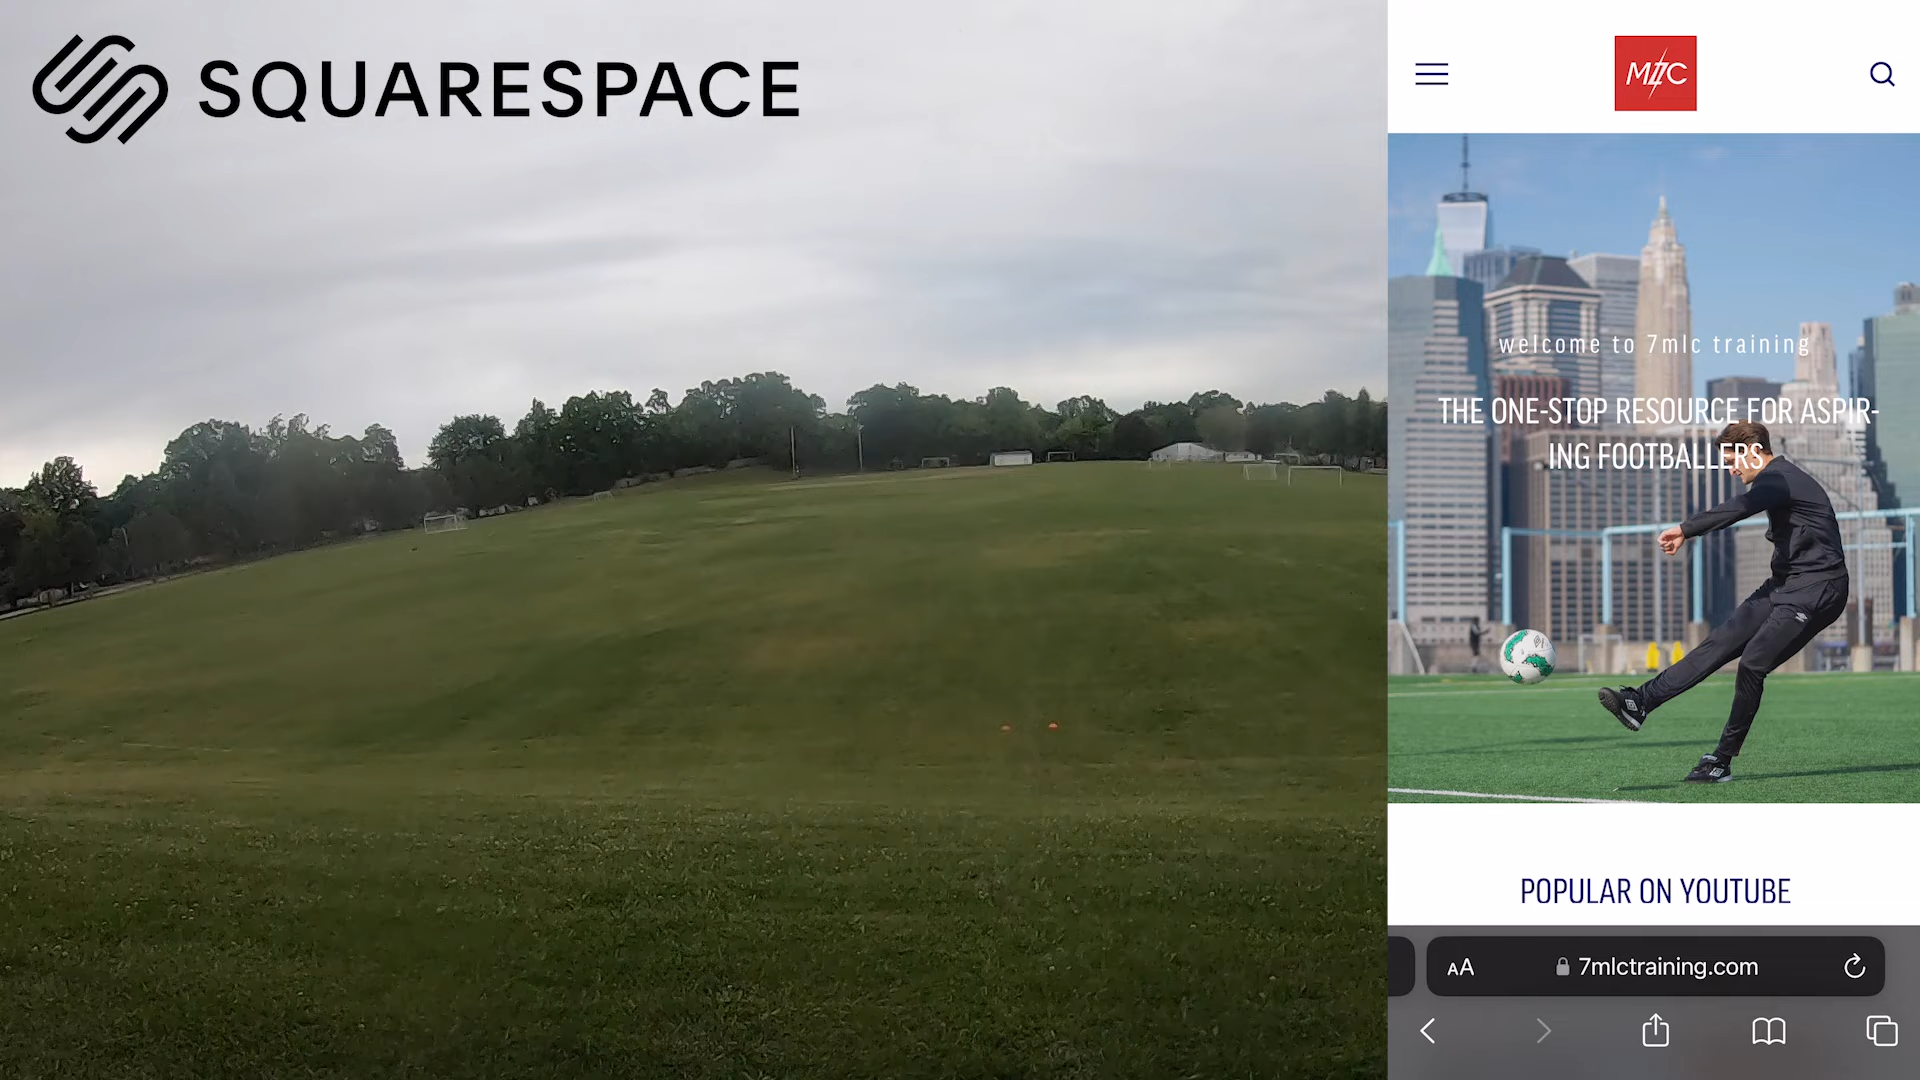 SQUARESPACE
M7C
welcome to 7mlc training
THE ONE-STOP RESOURCE FOR ASPIR-
ING FOOTBALLERS
POPULAR ON YOUTUBE
AA
7mlctraining.com